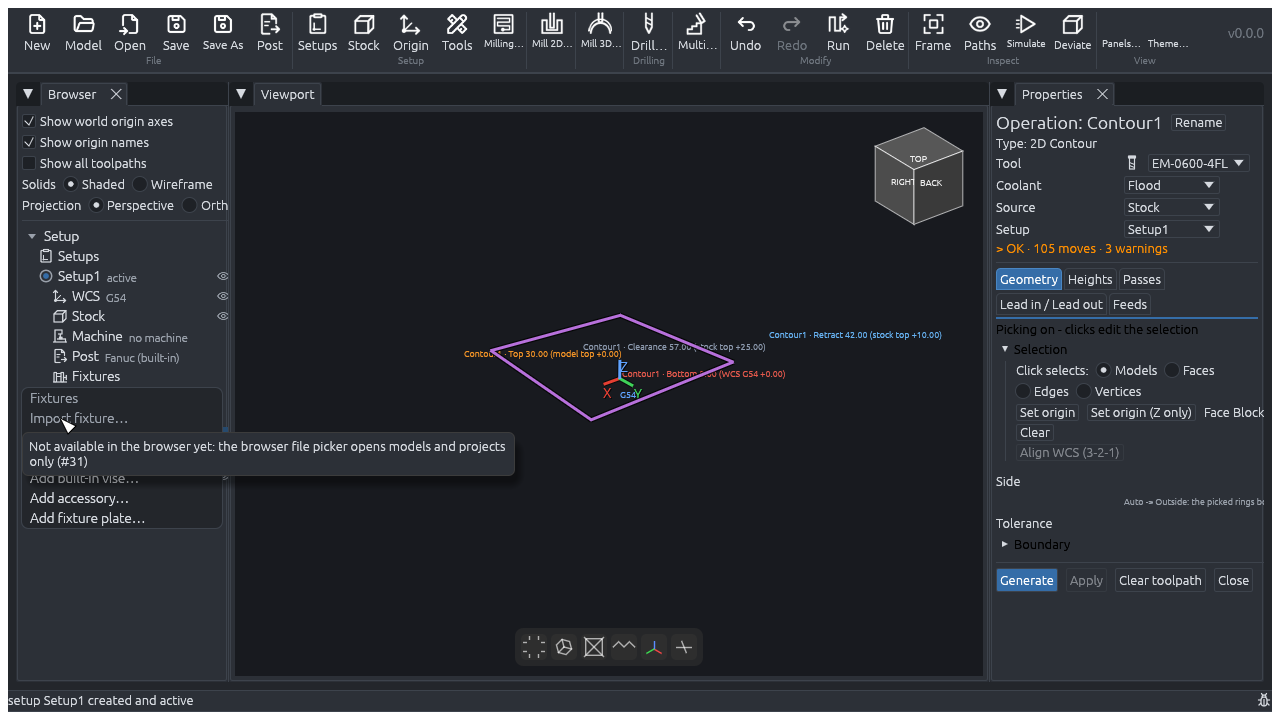 New Model Open Save Save As Post Setups Stock Origin Tools Milling... Mill 2D... Mill 3D... Drill... Multi... Undo Redo Run Delete Frame Paths Simulate Deviate Panels... Theme... v0.0.0
File Setup Drilling Modify Inspect View
Browser
Viewport
Properties
Show world origin axes
Show origin names
Show all toolpaths
Solids Shaded Wireframe
Projection Perspective Orth
Setup
Setups
Setup1 active
WCS G54
Stock
Machine no machine
Post Fanuc (built-in)
Fixtures
Fixtures
Import fixture...
Not available in the browser yet: the browser file picker opens models and projects
only (#31)
Add built-in vise...
Add accessory...
Add fixture plate...
TOP
RIGHT BACK
Contour1 · Retract 42.00 (stock top +10.00)
Contour1 · Clearance 57.00 (stock top +25.00)
Contour1 · Top 30.00 (model top +0.00)
Contour1 · Bottom 0.00 (WCS G54 +0.00)
Z
X G54 Y
Operation: Contour1 Rename
Type: 2D Contour
Tool EM-0600-4FL
Coolant Flood
Source Stock
Setup Setup1
> OK · 105 moves · 3 warnings
Geometry Heights Passes
Lead in / Lead out Feeds
Picking on - clicks edit the selection
Selection
Click selects: Models Faces
Edges Vertices
Set origin Set origin (Z only) Face Block
Clear
Align WCS (3-2-1)
Side
Auto -> Outside: the picked rings bo
Tolerance
Boundary
Generate Apply Clear toolpath Close
setup Setup1 created and active